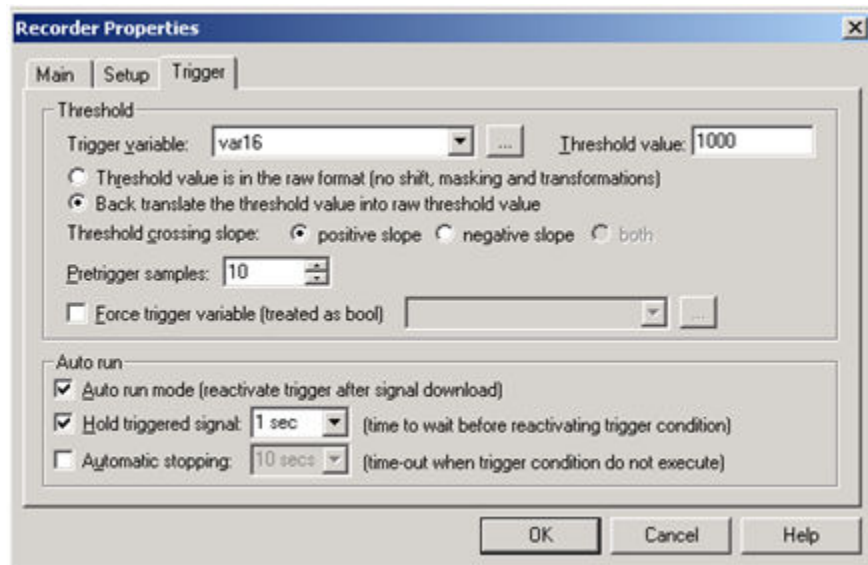 Recorder Properties
Main Setup Trigger
Threshold
Trigger variable: var16 ... Threshold value: 1000
Threshold value is in the raw format (no shift, masking and transformations)
Back translate the threshold value into raw threshold value
Threshold crossing slope: positive slope negative slope both
Pretrigger samples: 10
Force trigger variable (treated as bool) ...
Auto run
Auto run mode (reactivate trigger after signal download)
Hold triggered signal: 1 sec (time to wait before reactivating trigger condition)
Automatic stopping: 10 secs (time-out when trigger condition do not execute)
OK Cancel Help